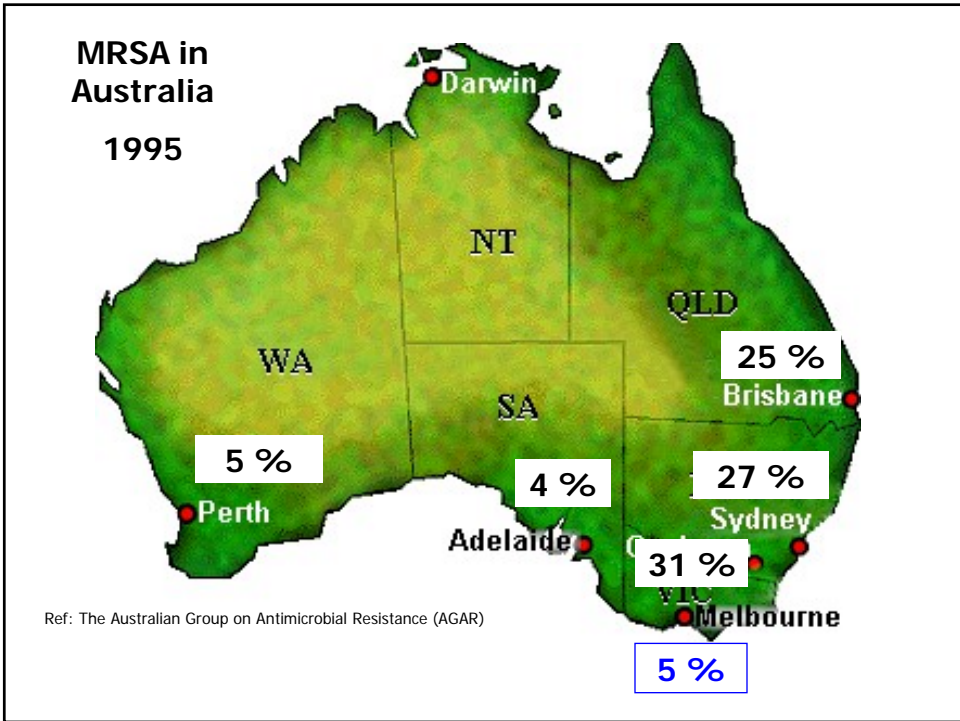 MRSA in
Australia
1995
Darwin
NT
QLD
WA
25 %
Brisbane
SA
5 %
4 %
27 %
Perth
Sydney
Adelaide
31 %
VIC
Ref: The Australian Group on Antimicrobial Resistance (AGAR)
Melbourne
5 %